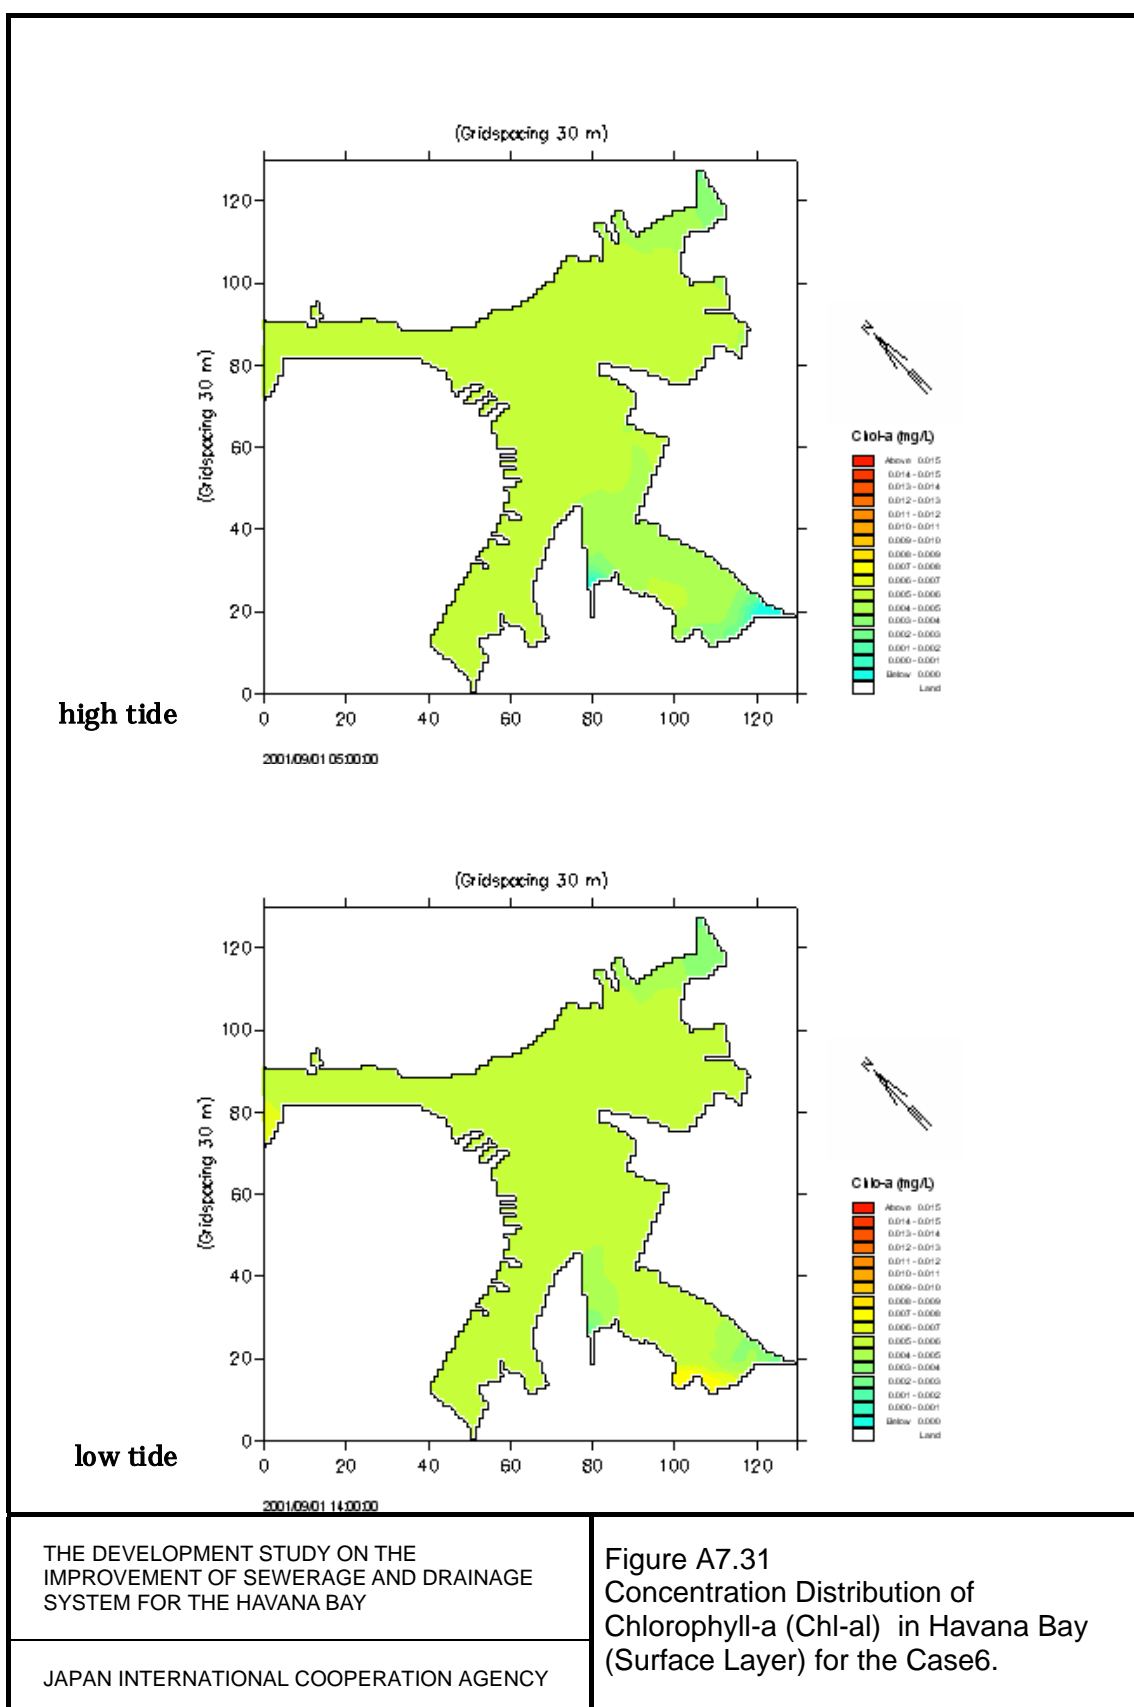 (Gridspacing 30 m)
(Gridspacing 30 m)
120
100
80
60
40
20
0
0 20 40 60 80 100 120
2001/09/01 05:00:00
high tide
N
Chlo-a (mg/L)
Above 0.015
0.014 - 0.015
0.013 - 0.014
0.012 - 0.013
0.011 - 0.012
0.010 - 0.011
0.009 - 0.010
0.008 - 0.009
0.007 - 0.008
0.006 - 0.007
0.005 - 0.006
0.004 - 0.005
0.003 - 0.004
0.002 - 0.003
0.001 - 0.002
0.000 - 0.001
Below 0.000
Land
(Gridspacing 30 m)
(Gridspacing 30 m)
120
100
80
60
40
20
0
0 20 40 60 80 100 120
2001/09/01 14:00:00
low tide
N
Chlo-a (mg/L)
Above 0.015
0.014 - 0.015
0.013 - 0.014
0.012 - 0.013
0.011 - 0.012
0.010 - 0.011
0.009 - 0.010
0.008 - 0.009
0.007 - 0.008
0.006 - 0.007
0.005 - 0.006
0.004 - 0.005
0.003 - 0.004
0.002 - 0.003
0.001 - 0.002
0.000 - 0.001
Below 0.000
Land
THE DEVELOPMENT STUDY ON THE
IMPROVEMENT OF SEWERAGE AND DRAINAGE
SYSTEM FOR THE HAVANA BAY
JAPAN INTERNATIONAL COOPERATION AGENCY
Figure A7.31
Concentration Distribution of
Chlorophyll-a (Chl-al) in Havana Bay
(Surface Layer) for the Case6.